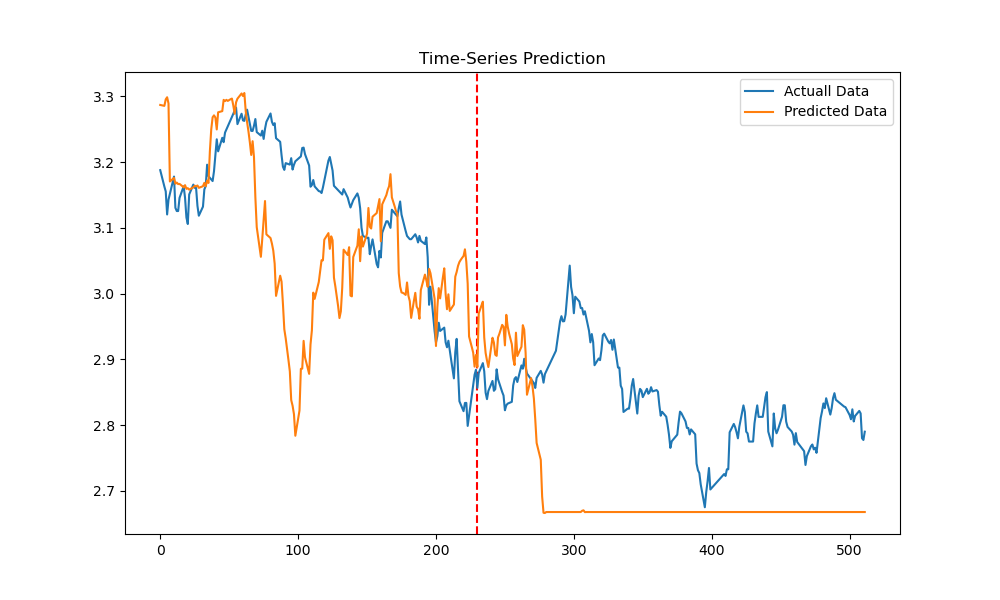 Time-Series Prediction
Actuall Data
Predicted Data
3.3
3.2
3.1
3.0
2.9
2.8
2.7
0 100 200 300 400 500